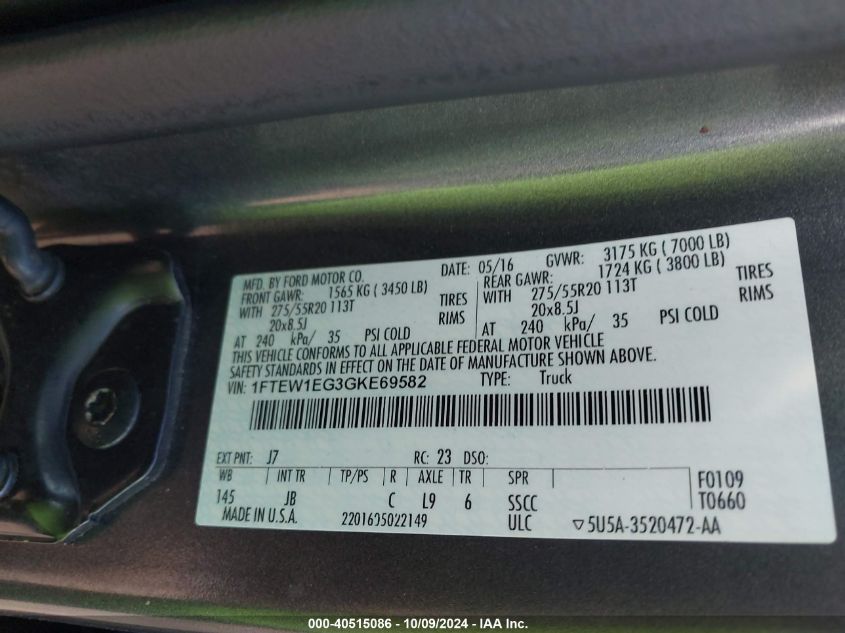 MFD. BY FORD MOTOR CO. DATE: 05/16 GVWR: 3175 KG ( 7000 LB)
FRONT GAWR: 1565 KG ( 3450 LB) REAR GAWR: 1724 KG ( 3800 LB)
WITH 275/55R20 113T TIRES WITH 275/55R20 113T TIRES
20x8.5J RIMS 20x8.5J RIMS
AT 240 kPa/ 35 PSI COLD AT 240 kPa/ 35 PSI COLD
THIS VEHICLE CONFORMS TO ALL APPLICABLE FEDERAL MOTOR VEHICLE
SAFETY STANDARDS IN EFFECT ON THE DATE OF MANUFACTURE SHOWN ABOVE.
VIN: 1FTEW1EG3GKE69582 TYPE: Truck
EXT PNT: J7 RC: 23 DSO:
WB INT TR TP/PS R AXLE TR SPR F0109
145 JB C L9 6 SSCC T0660
MADE IN U.S.A. 2201605022149 ULC ▽5U5A-3520472-AA
000-40515086 - 10/09/2024 - IAA Inc.